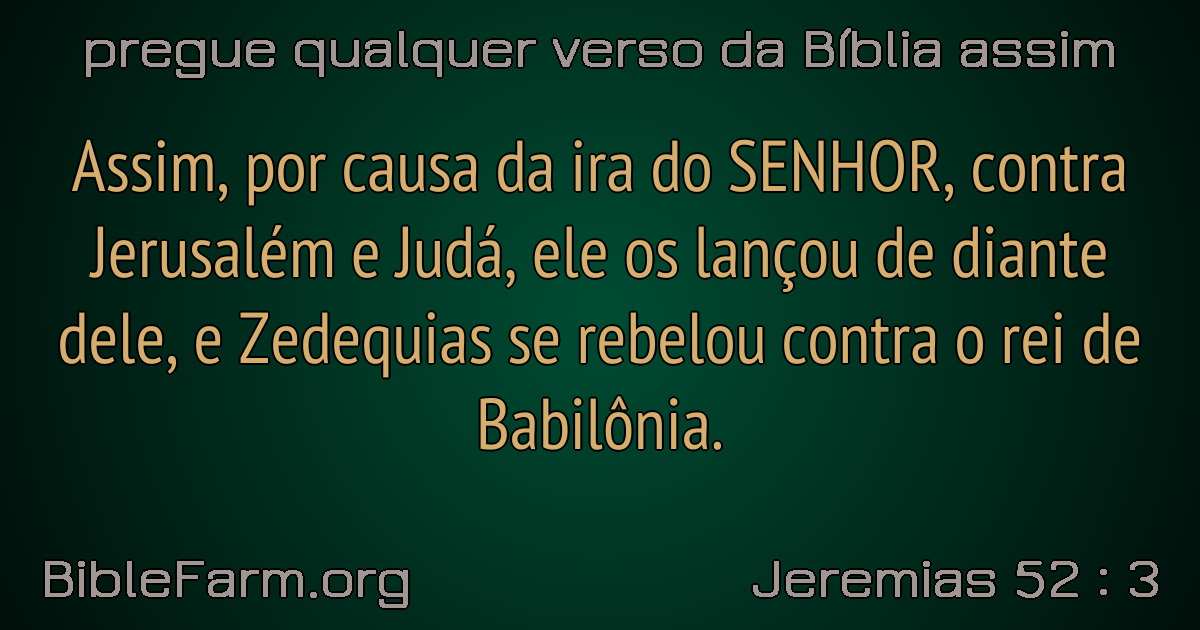 pregue qualquer verso da Bíblia assim
Assim, por causa da ira do SENHOR, contra
Jerusalém e Judá, ele os lançou de diante
dele, e Zedequias se rebelou contra o rei de
Babilônia.
BibleFarm.org
Jeremias 52 : 3